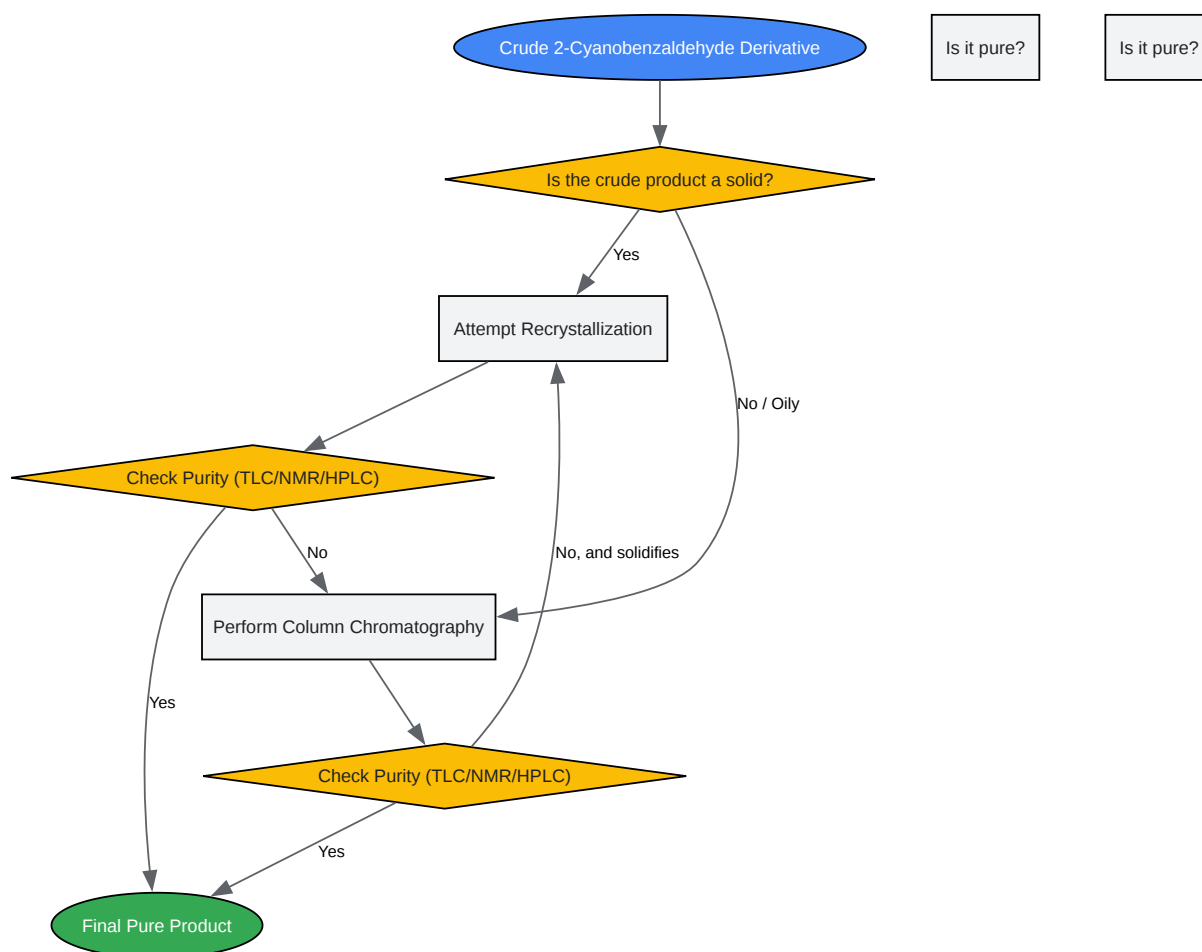 Crude 2-Cyanobenzaldehyde Derivative
Is it pure?
Is it pure?
Is the crude product a solid?
Yes
Attempt Recrystallization
No / Oily
Check Purity (TLC/NMR/HPLC)
No
No, and solidifies
Perform Column Chromatography
Yes
Check Purity (TLC/NMR/HPLC)
Yes
Final Pure Product